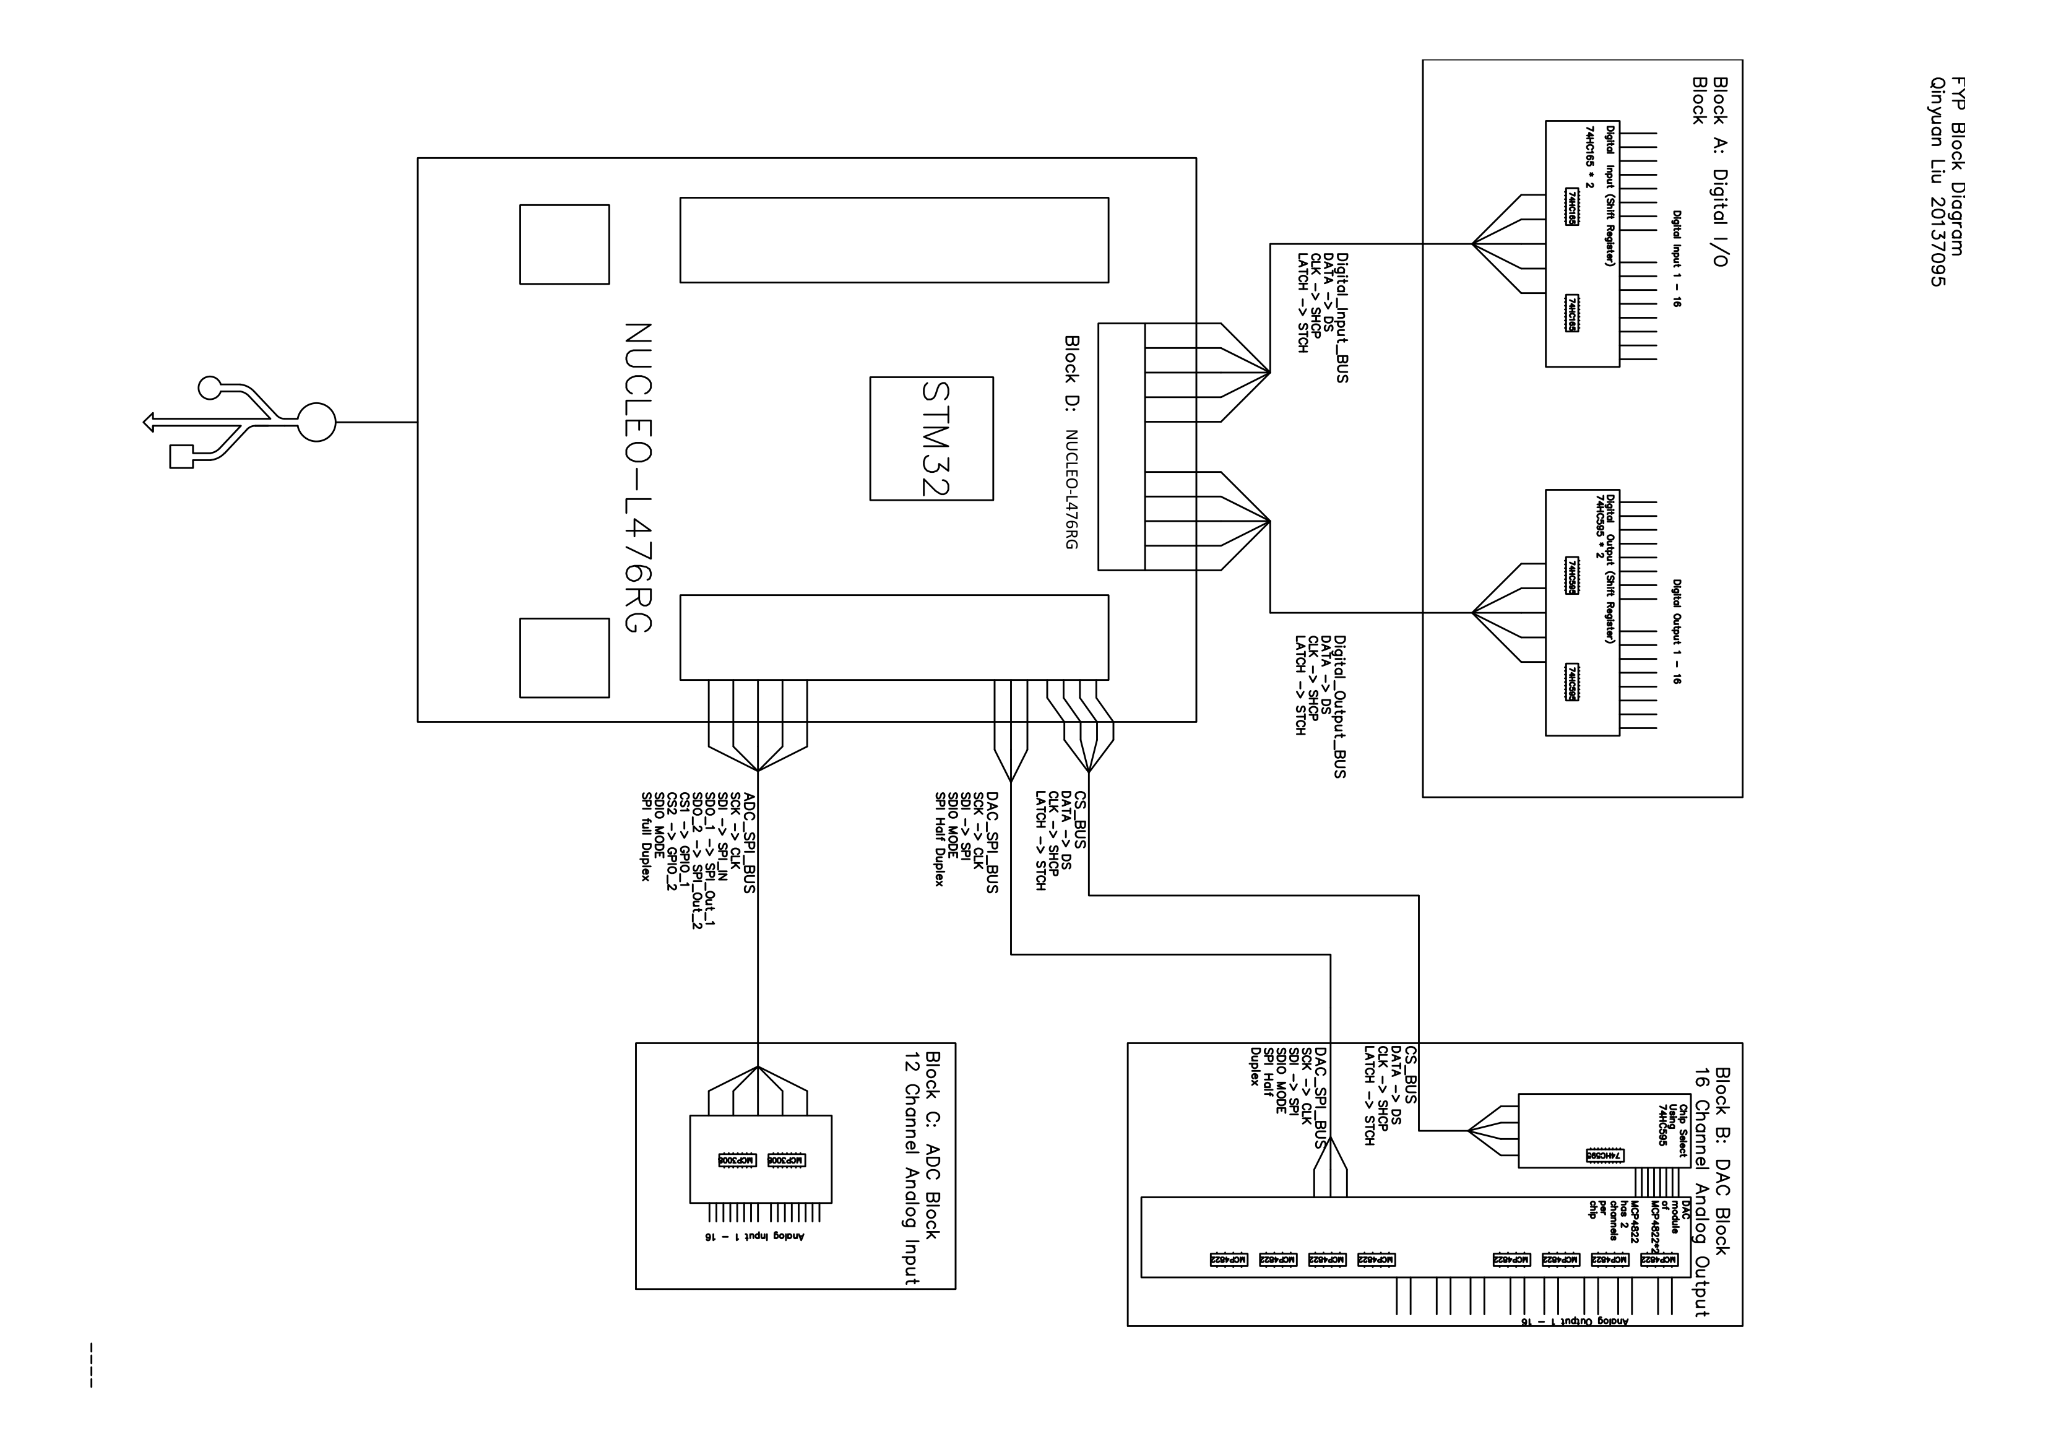 FYP Block Diagram
Qinyuan Liu 20137095
Block A: Digital I/O
Block
Digital Input 1 - 16
Digital Input (Shift Register)
74HC165 * 2
74HC165
74HC165
Digital Output 1 - 16
Digital Output (Shift Register)
74HC595 * 2
74HC595
74HC595
Digital_Input_BUS
DATA -> DS
CLK -> SHCP
LATCH -> STCH
Digital_Output_BUS
DATA -> DS
CLK -> SHCP
LATCH -> STCH
Block D: NUCLEO-L476RG
STM32
NUCLEO-L476RG
CS_BUS
DATA -> DS
CLK -> SHCP
LATCH -> STCH
DAC_SPI_BUS
SCK -> CLK
SDI -> SPI
SDIO MODE
SPI Half Duplex
ADC_SPI_BUS
SCK -> CLK
SDI -> SPI_IN
SDO_1 -> SPI_Out_1
SDO_2 -> SPI_Out_2
CS1 -> GPIO_1
CS2 -> GPIO_2
SDIO MODE
SPI full Duplex
Block B: DAC Block
16 Channel Analog Output
Chip Select
Using
74HC595
74HC595
CS_BUS
DATA -> DS
CLK -> SHCP
LATCH -> STCH
DAC_SPI_BUS
SCK -> CLK
SDI -> SPI
SDIO MODE
SPI Half
Duplex
DAC
module
of
MCP4822*2
MCP4822
has 2
channels
per
chip
MCP4822
MCP4822
MCP4822
MCP4822
MCP4822
MCP4822
MCP4822
MCP4822
Analog Output 1 - 16
Block C: ADC Block
12 Channel Analog Input
MCP3008
MCP3008
Analog Input 1 - 16